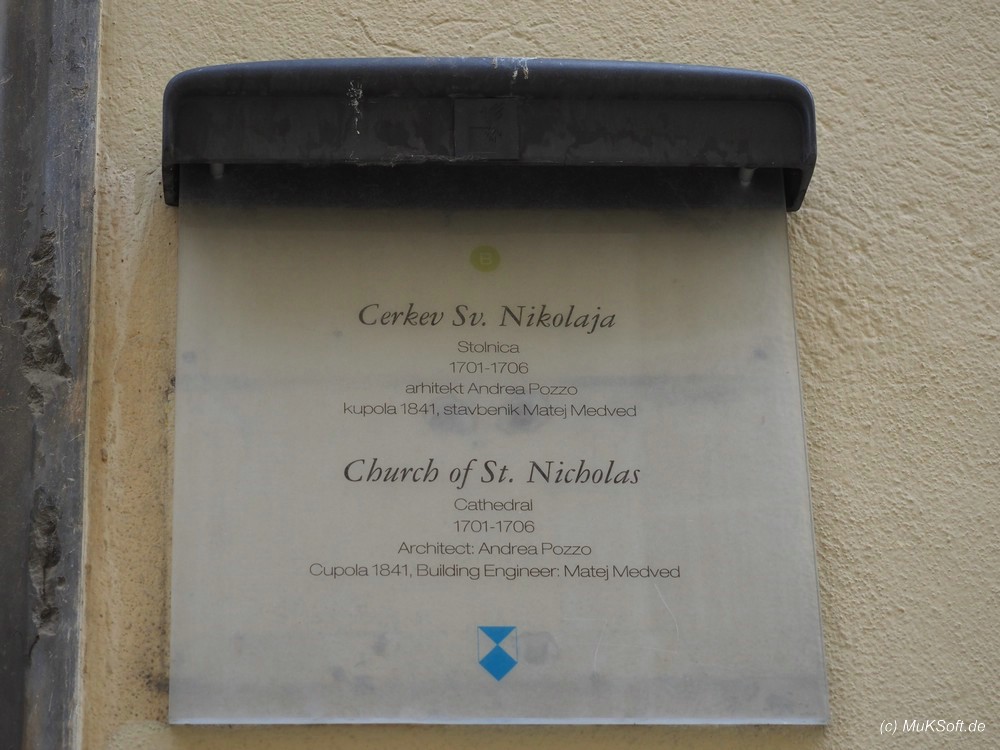 B
Cerkev Sv. Nikolaja
Stolnica
1701-1706
arhitekt Andrea Pozzo
kupola 1841, stavbenik Matej Medved
Church of St. Nicholas
Cathedral
1701-1706
Architect: Andrea Pozzo
Cupola 1841, Building Engineer: Matej Medved
(c) MuKSoft.de